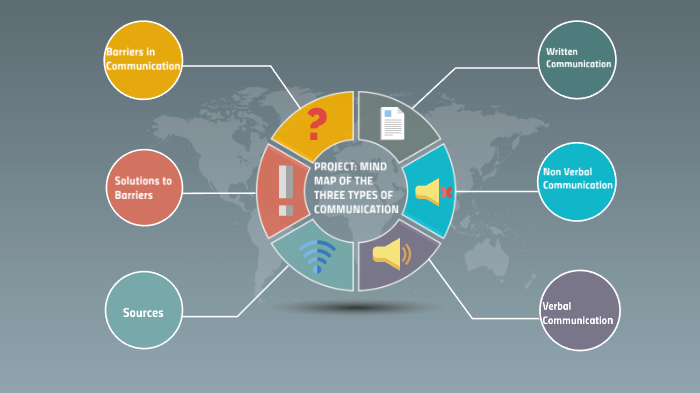 Barriers in
Communication
Written
Communication
PROJECT: MIND
MAP OF THE
THREE TYPES OF
COMMUNICATION
Solutions to
Barriers
Non Verbal
Communication
Sources
Verbal
Communication